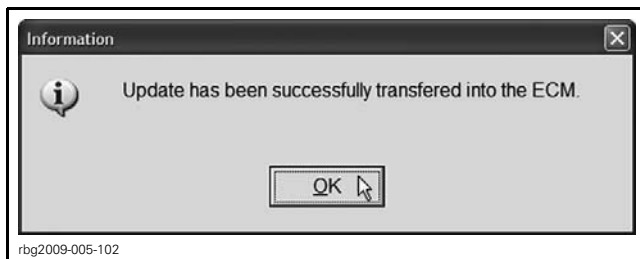 Information
Update has been successfully transfered into the ECM.
OK
rbg2009-005-102